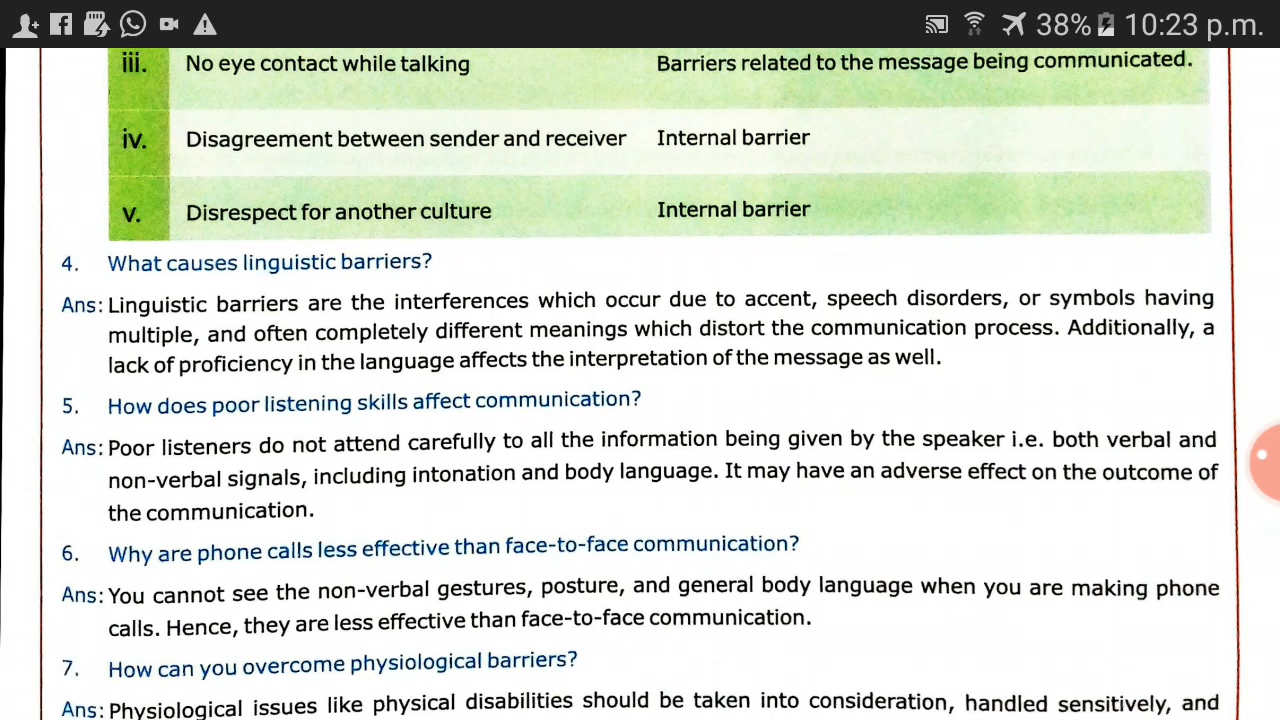 38% 10:23 p.m.
iii. No eye contact while talking Barriers related to the message being communicated.
iv. Disagreement between sender and receiver Internal barrier
v. Disrespect for another culture Internal barrier
4. What causes linguistic barriers?
Ans: Linguistic barriers are the interferences which occur due to accent, speech disorders, or symbols having
multiple, and often completely different meanings which distort the communication process. Additionally, a
lack of proficiency in the language affects the interpretation of the message as well.
5. How does poor listening skills affect communication?
Ans: Poor listeners do not attend carefully to all the information being given by the speaker i.e. both verbal and
non-verbal signals, including intonation and body language. It may have an adverse effect on the outcome of
the communication.
6. Why are phone calls less effective than face-to-face communication?
Ans: You cannot see the non-verbal gestures, posture, and general body language when you are making phone
calls. Hence, they are less effective than face-to-face communication.
7. How can you overcome physiological barriers?
Ans: Physiological issues like physical disabilities should be taken into consideration, handled sensitively, and